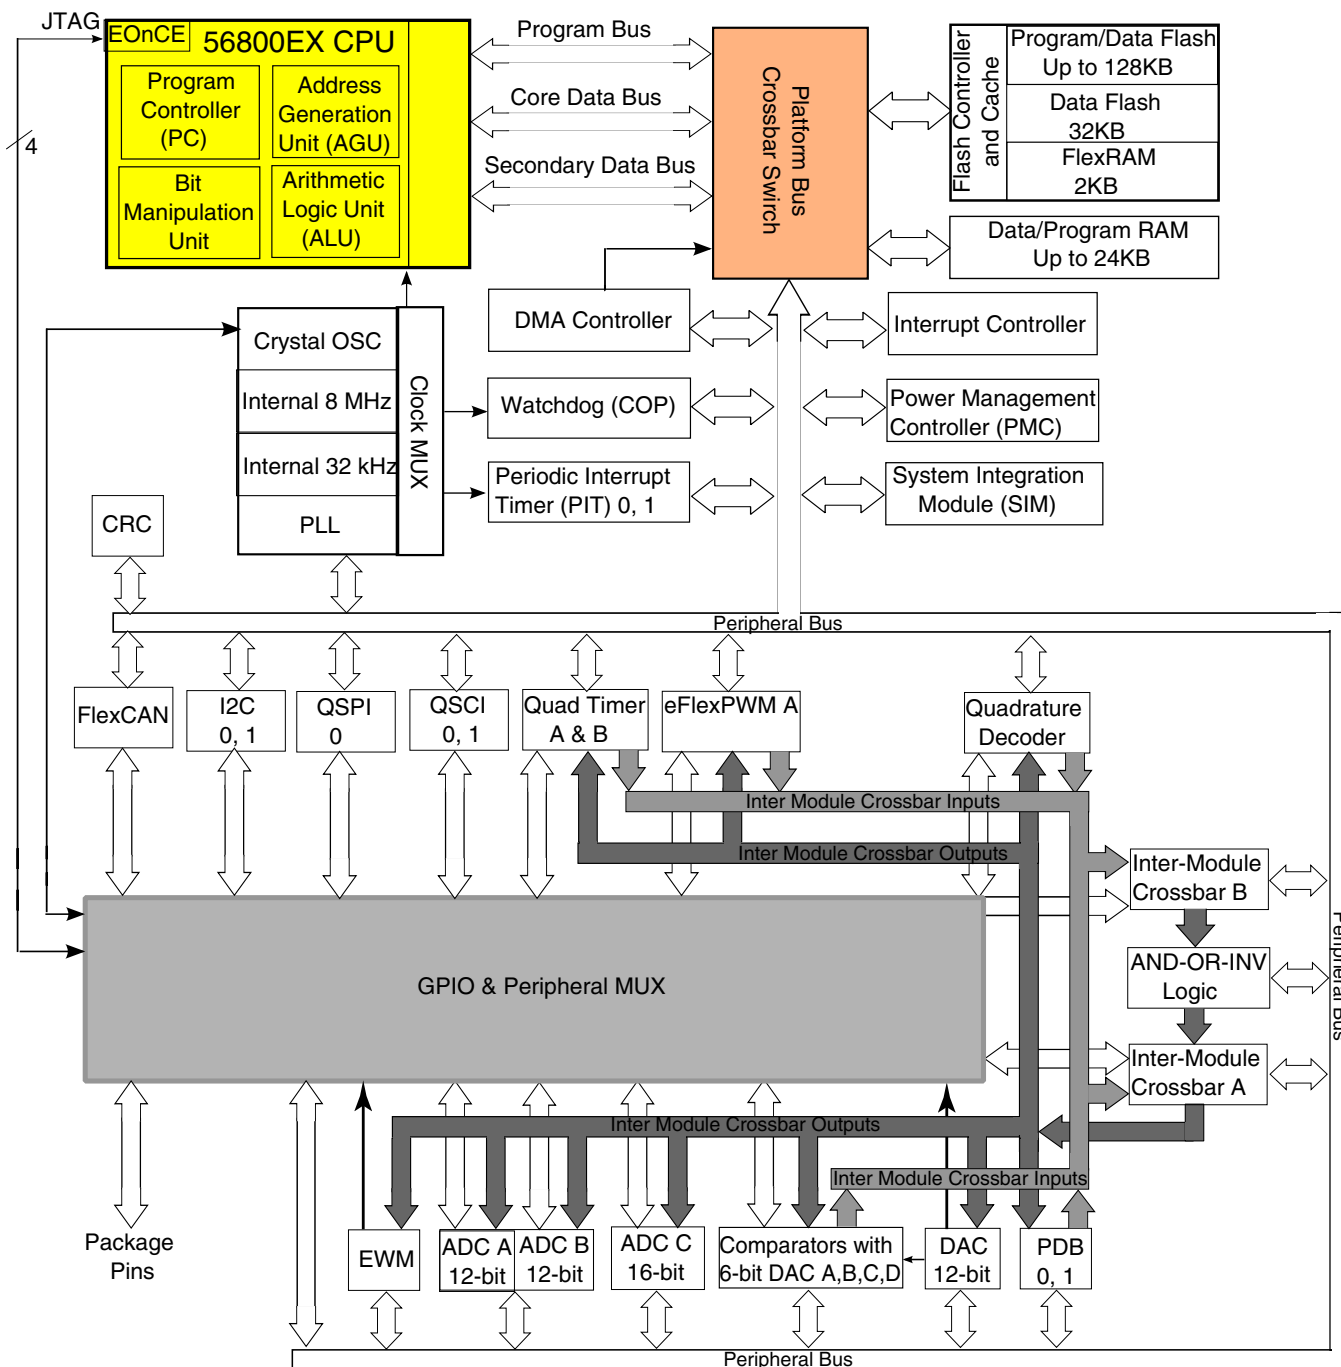 JTAG
EOnCE
56800EX CPU
Program Bus
Program
Controller
(PC)
Address
Generation
Unit (AGU)
Core Data Bus
Bit
Manipulation
Unit
Arithmetic
Logic Unit
(ALU)
Secondary Data Bus
4
Platform Bus
Crossbar Swirch
Flash Controller
and Cache
Program/Data Flash
Up to 128KB
Data Flash
32KB
FlexRAM
2KB
Data/Program RAM
Up to 24KB
Crystal OSC
Internal 8 MHz
Internal 32 kHz
PLL
Clock MUX
DMA Controller
Interrupt Controller
Watchdog (COP)
Power Management
Controller (PMC)
Periodic Interrupt
Timer (PIT) 0, 1
System Integration
Module (SIM)
CRC
Peripheral Bus
FlexCAN
I2C
0, 1
QSPI
0
QSCI
0, 1
Quad Timer
A & B
eFlexPWM A
Quadrature
Decoder
Inter Module Crossbar Inputs
Inter Module Crossbar Outputs
Inter-Module
Crossbar B
AND-OR-INV
Logic
Inter-Module
Crossbar A
Peripheral Bus
GPIO & Peripheral MUX
Inter Module Crossbar Outputs
Inter Module Crossbar Inputs
Package
Pins
EWM
ADC A
12-bit
ADC B
12-bit
ADC C
16-bit
Comparators with
6-bit DAC A,B,C,D
DAC
12-bit
PDB
0, 1
Peripheral Bus